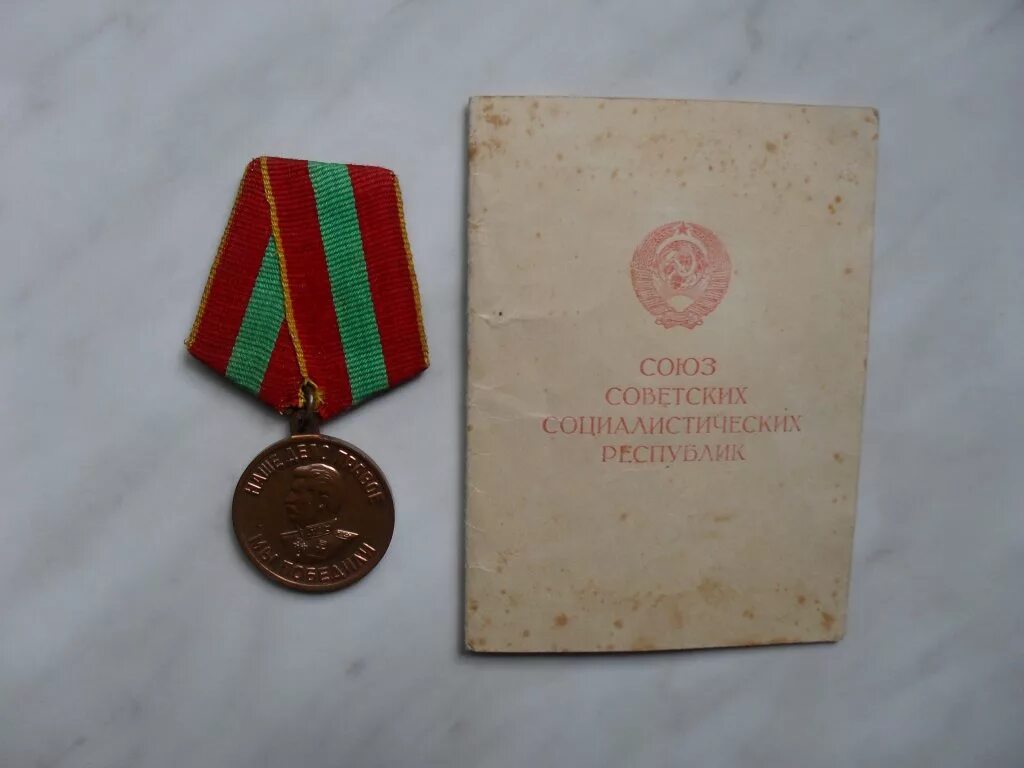 НАШЕ ДЕЛО ПРАВОЕ
МЫ ПОБЕДИЛИ
СОЮЗ
СОВЕТСКИХ
СОЦИАЛИСТИЧЕСКИХ
РЕСПУБЛИК